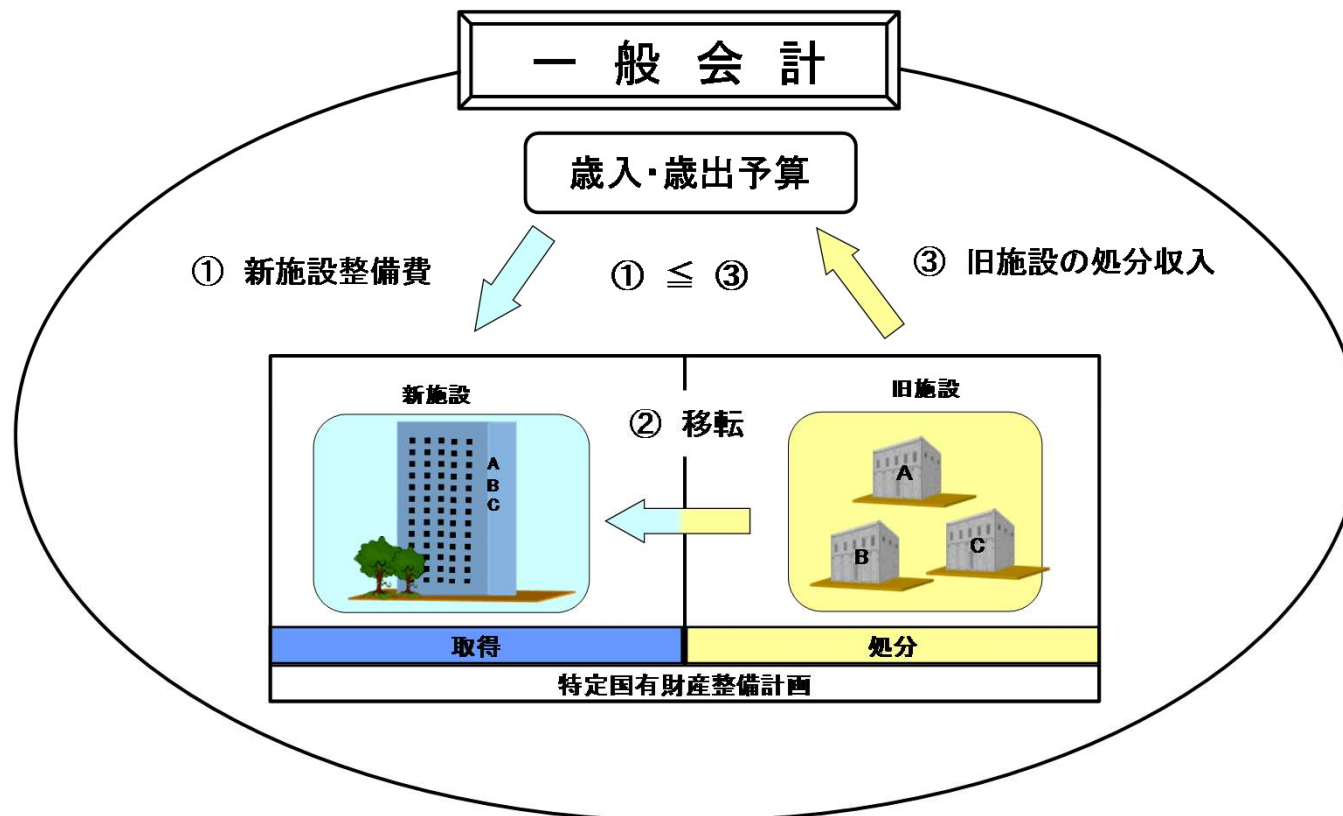 一般会計
歳入・歳出予算
① 新施設整備費
① ≦ ③
③ 旧施設の処分収入
新施設
旧施設
② 移転
A
B
C
A
B
C
取得
処分
特定国有財産整備計画